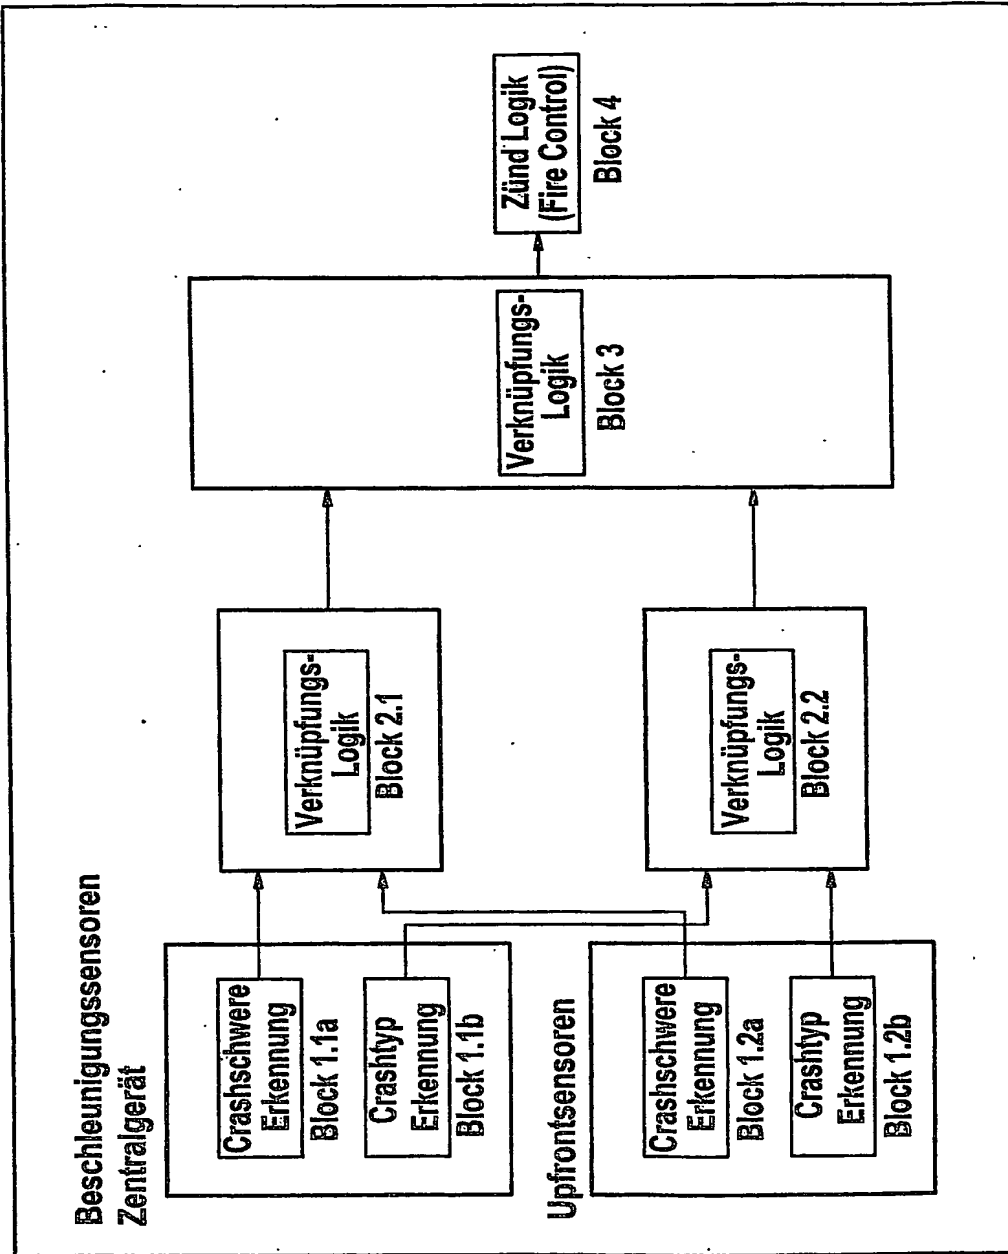 Beschleunigungssensoren
Zentralgerät
Crashschwere
Erkennung
Block 1.1a
Crashtyp
Erkennung
Block 1.1b
Upfrontsensoren
Crashschwere
Erkennung
Block 1.2a
Crashtyp
Erkennung
Block 1.2b
Verknüpfungs-
Logik
Block 2.1
Verknüpfungs-
Logik
Block 2.2
Verknüpfungs-
Logik
Block 3
Zünd Logik
(Fire Control)
Block 4